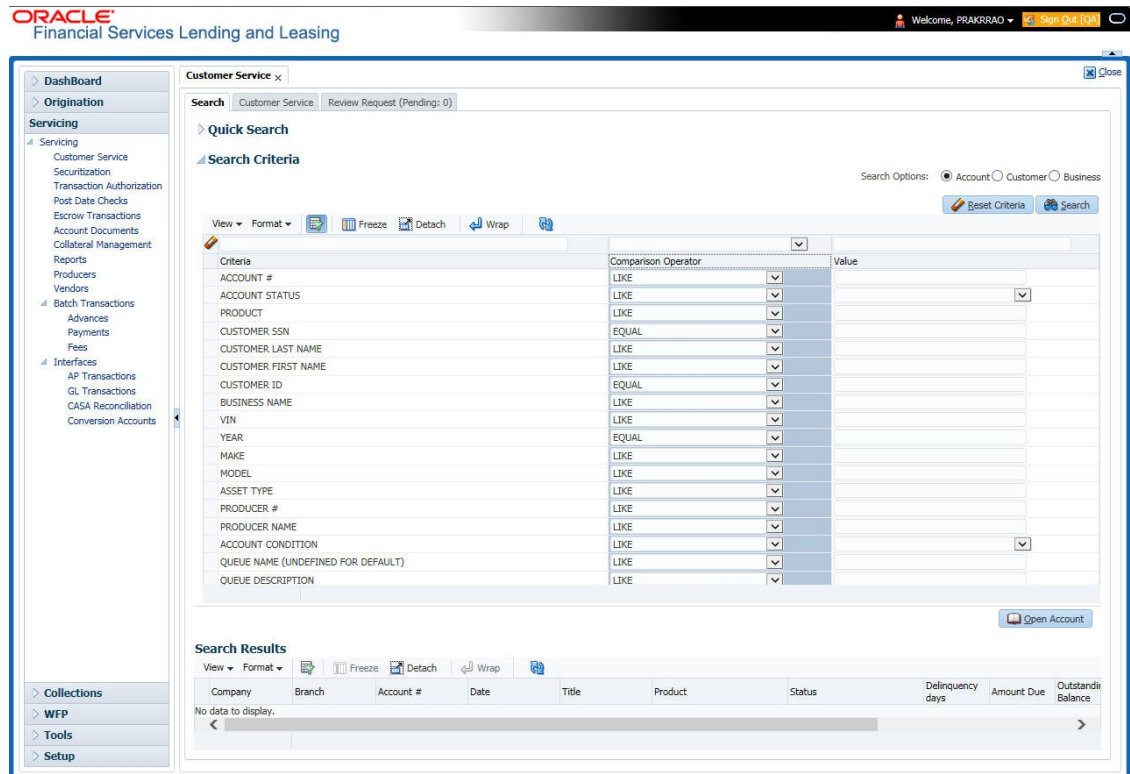 ORACLE
Financial Services Lending and Leasing
Welcome, PRAKRRAO
Sign Out [QA]
Close
DashBoard
Origination
Servicing
Servicing
Customer Service
Securitization
Transaction Authorization
Post Date Checks
Escrow Transactions
Account Documents
Collateral Management
Reports
Producers
Vendors
Batch Transactions
Advances
Payments
Fees
Interfaces
AP Transactions
GL Transactions
CASA Reconciliation
Conversion Accounts
Collections
WFP
Tools
Setup
Customer Service x
Search Customer Service Review Request (Pending: 0)
Quick Search
Search Criteria
Search Options: Account Customer Business
Reset Criteria Search
View Format Freeze Detach Wrap
Criteria Comparison Operator Value
ACCOUNT # LIKE
ACCOUNT STATUS LIKE
PRODUCT LIKE
CUSTOMER SSN EQUAL
CUSTOMER LAST NAME LIKE
CUSTOMER FIRST NAME LIKE
CUSTOMER ID EQUAL
BUSINESS NAME LIKE
VIN LIKE
YEAR EQUAL
MAKE LIKE
MODEL LIKE
ASSET TYPE LIKE
PRODUCER # LIKE
PRODUCER NAME LIKE
ACCOUNT CONDITION LIKE
QUEUE NAME (UNDEFINED FOR DEFAULT) LIKE
QUEUE DESCRIPTION LIKE
Open Account
Search Results
View Format Freeze Detach Wrap
Company Branch Account # Date Title Product Status Delinquency days Amount Due Outstandin Balance
No data to display.